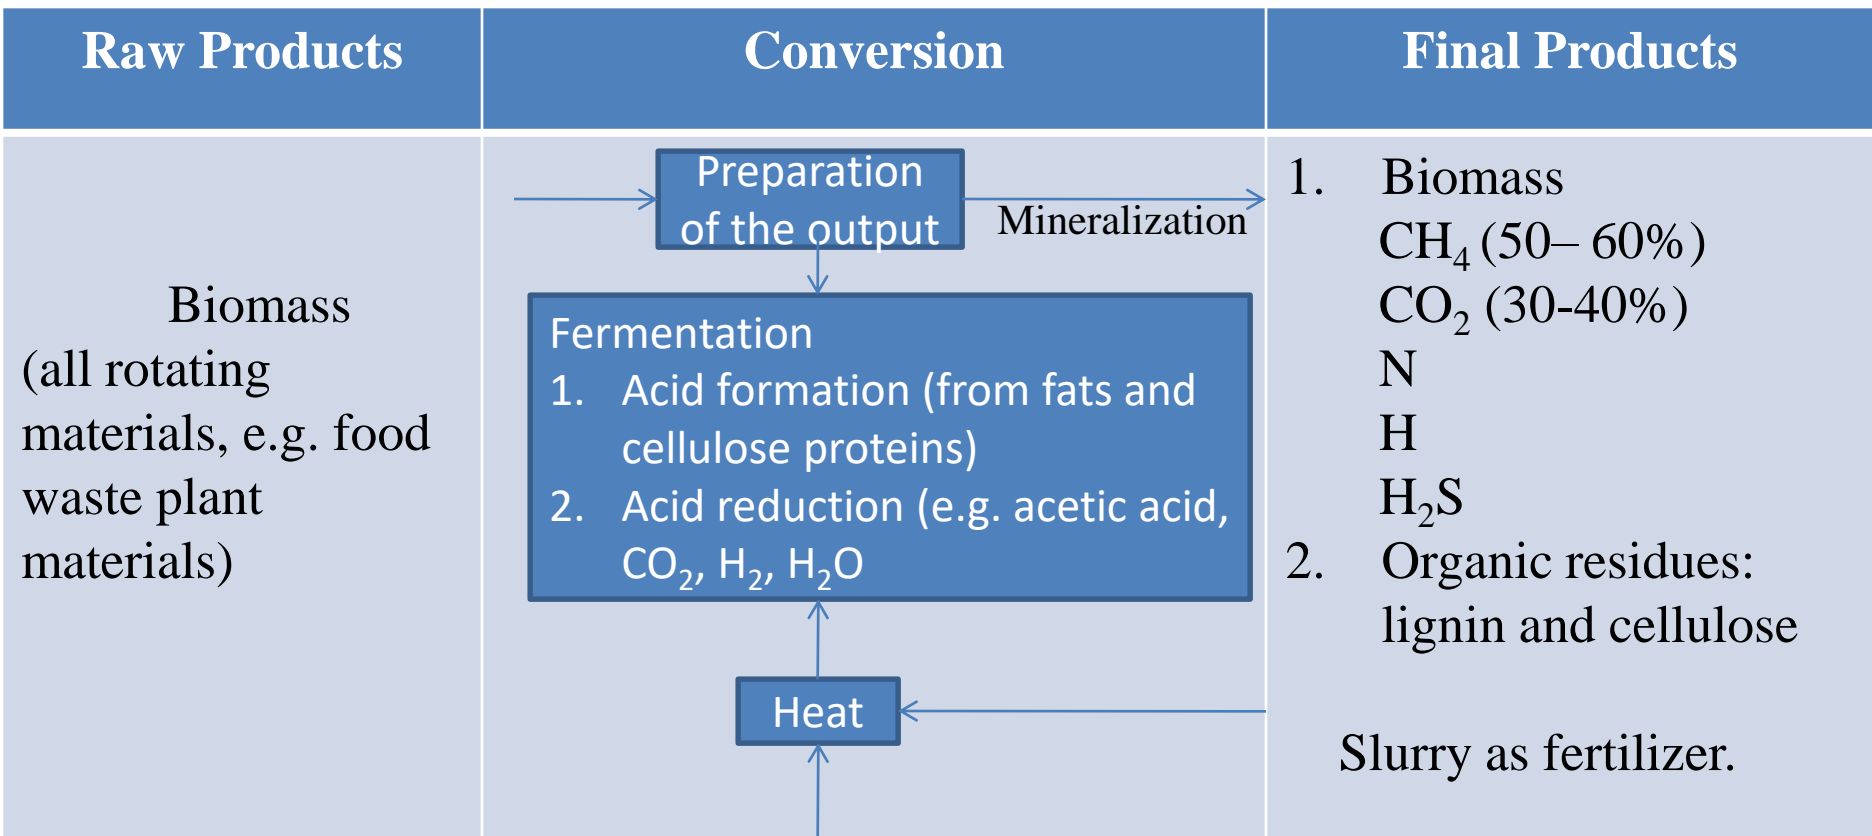 Raw Products
Conversion
Final Products
Biomass
(all rotating
materials, e.g. food
waste plant
materials)
Preparation
of the output
Mineralization
Fermentation
1. Acid formation (from fats and
cellulose proteins)
2. Acid reduction (e.g. acetic acid,
CO₂, H₂, H₂O
Heat
1. Biomass
CH₄ (50– 60%)
CO₂ (30-40%)
N
H
H₂S
2. Organic residues:
lignin and cellulose
Slurry as fertilizer.